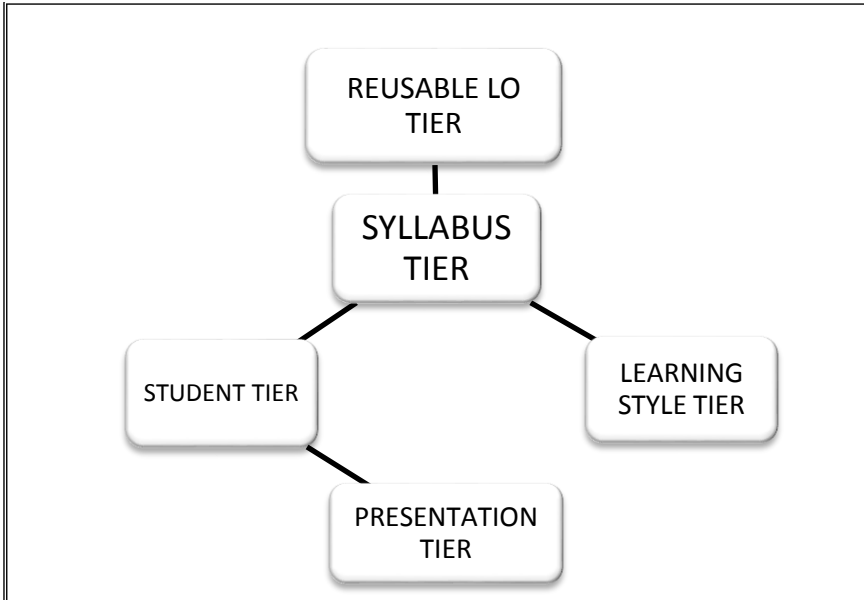 REUSABLE LO
TIER
SYLLABUS
TIER
STUDENT TIER
LEARNING
STYLE TIER
PRESENTATION
TIER